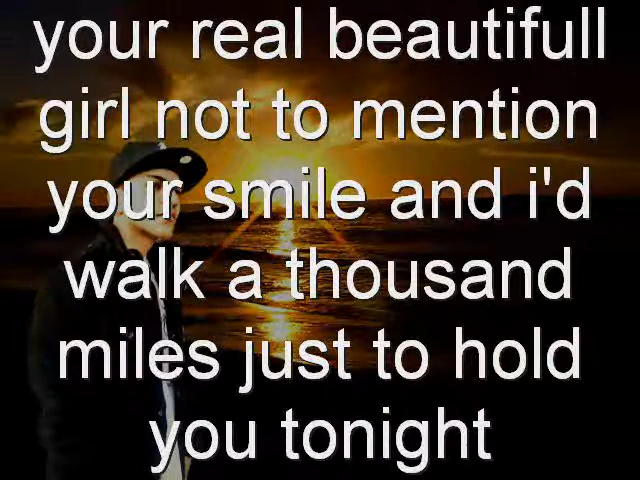 your real beautifull
girl not to mention
your smile and i'd
walk a thousand
miles just to hold
you tonight